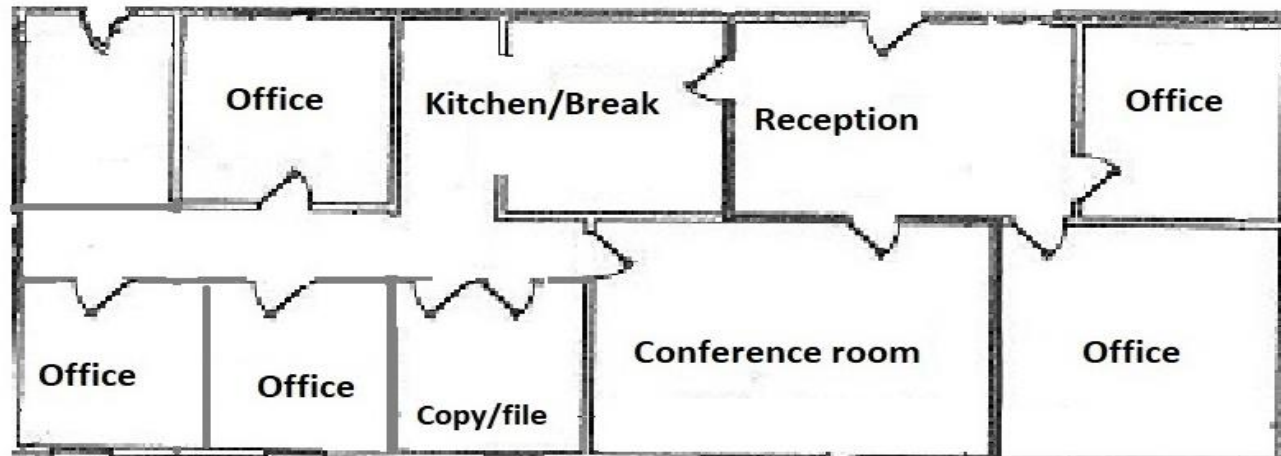 Office
Kitchen/Break
Reception
Office
Office
Office
Copy/file
Conference room
Office